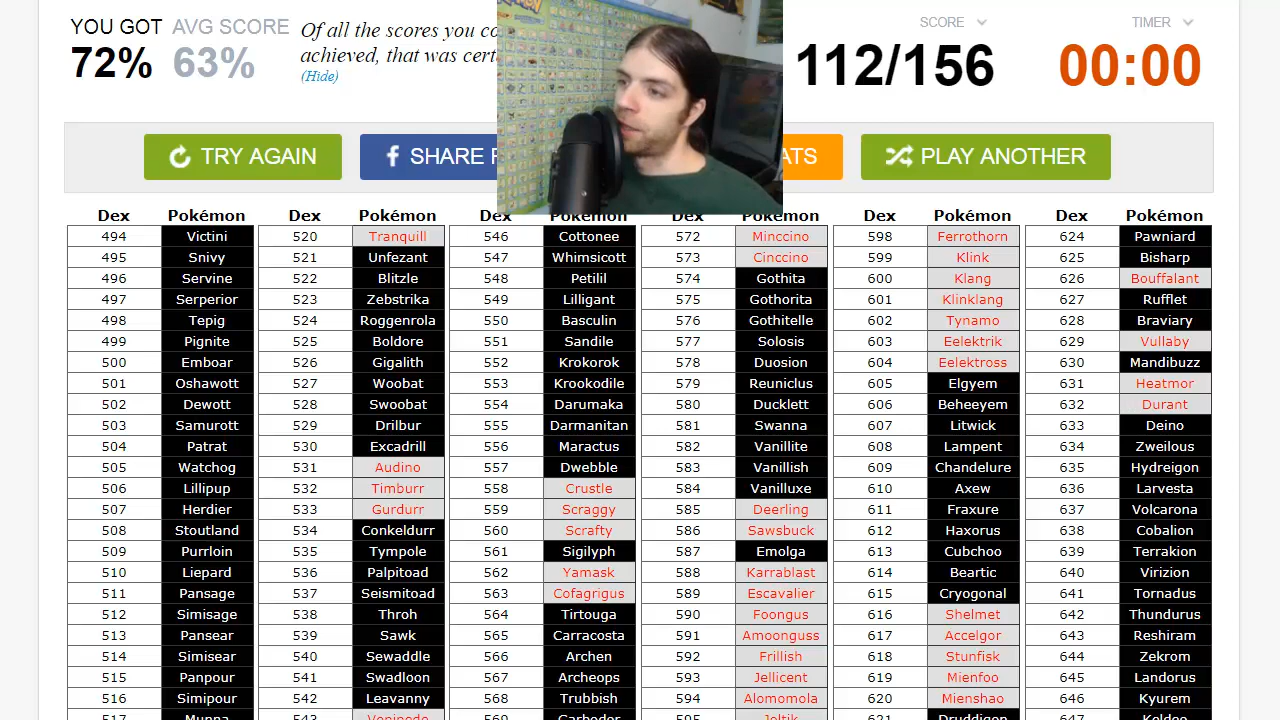 YOU GOT AVG SCORE
72% 63%
Of all the scores you
achieved, that was
(Hide)
SCORE TIMER
112/156 00:00
TRY AGAIN SHARE PLAY ANOTHER
Dex Pokémon Dex Pokémon Dex Pokémon Dex Pokémon Dex Pokémon Dex Pokémon
494 Victini 520 Tranquill 546 Cottonee 572 Minccino 598 Ferrothorn 624 Pawniard
495 Snivy 521 Unfezant 547 Whimsicott 573 Cinccino 599 Klink 625 Bisharp
496 Servine 522 Blitzle 548 Petilil 574 Gothita 600 Klang 626 Bouffalant
497 Serperior 523 Zebstrika 549 Lilligant 575 Gothorita 601 Klinklang 627 Rufflet
498 Tepig 524 Roggenrola 550 Basculin 576 Gothitelle 602 Tynamo 628 Braviary
499 Pignite 525 Boldore 551 Sandile 577 Solosis 603 Eelektrik 629 Vullaby
500 Emboar 526 Gigalith 552 Krokorok 578 Duosion 604 Eelektross 630 Mandibuzz
501 Oshawott 527 Woobat 553 Krookodile 579 Reuniclus 605 Elgyem 631 Heatmor
502 Dewott 528 Swoobat 554 Darumaka 580 Ducklett 606 Beheeyem 632 Durant
503 Samurott 529 Drilbur 555 Darmanitan 581 Swanna 607 Litwick 633 Deino
504 Patrat 530 Excadrill 556 Maractus 582 Vanillite 608 Lampent 634 Zweilous
505 Watchog 531 Audino 557 Dwebble 583 Vanillish 609 Chandelure 635 Hydreigon
506 Lillipup 532 Timburr 558 Crustle 584 Vanilluxe 610 Axew 636 Larvesta
507 Herdier 533 Gurdurr 559 Scraggy 585 Deerling 611 Fraxure 637 Volcarona
508 Stoutland 534 Conkeldurr 560 Scrafty 586 Sawsbuck 612 Haxorus 638 Cobalion
509 Purrloin 535 Tympole 561 Sigilyph 587 Emolga 613 Cubchoo 639 Terrakion
510 Liepard 536 Palpitoad 562 Yamask 588 Karrablast 614 Beartic 640 Virizion
511 Pansage 537 Seismitoad 563 Cofagrigus 589 Escavalier 615 Cryogonal 641 Tornadus
512 Simisage 538 Throh 564 Tirtouga 590 Foongus 616 Shelmet 642 Thundurus
513 Pansear 539 Sawk 565 Carracosta 591 Amoonguss 617 Accelgor 643 Reshiram
514 Simisear 540 Sewaddle 566 Archen 592 Frillish 618 Stunfisk 644 Zekrom
515 Panpour 541 Swadloon 567 Archeops 593 Jellicent 619 Mienfoo 645 Landorus
516 Simipour 542 Leavanny 568 Trubbish 594 Alomomola 620 Mienshao 646 Kyurem
517 Munna 543 Venipede 569 Garbodor 595 Joltik 621 Druddigon 647 Keldeo